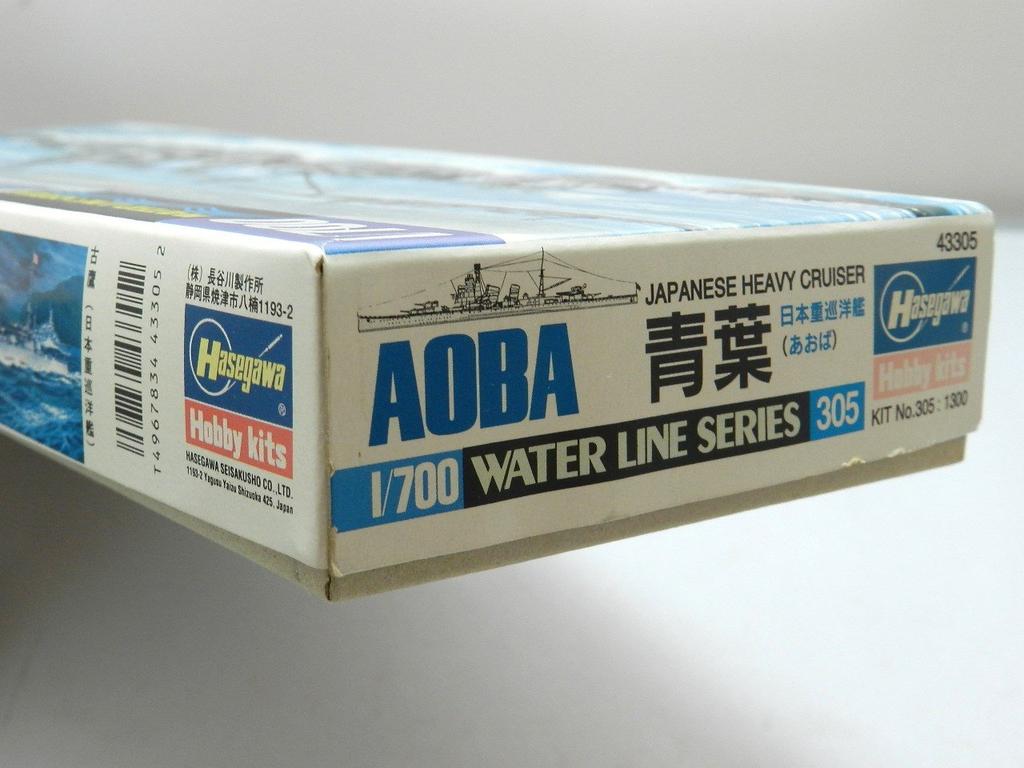 古鷹（日本重巡洋艦）
T4967834 433052
(株) 長谷川製作所
静岡県焼津市八楠1193-2
Hasegawa
®
Hobby kits
HASEGAWA SEISAKUSHO CO., LTD.
1193-2 Yagusu Yaizu Shizuoka 425, Japan
43305
JAPANESE HEAVY CRUISER
AOBA
青葉
日本重巡洋艦
(あおば)
Hasegawa
®
Hobby kits
KIT No.305 : 1300
1/700 WATER LINE SERIES 305